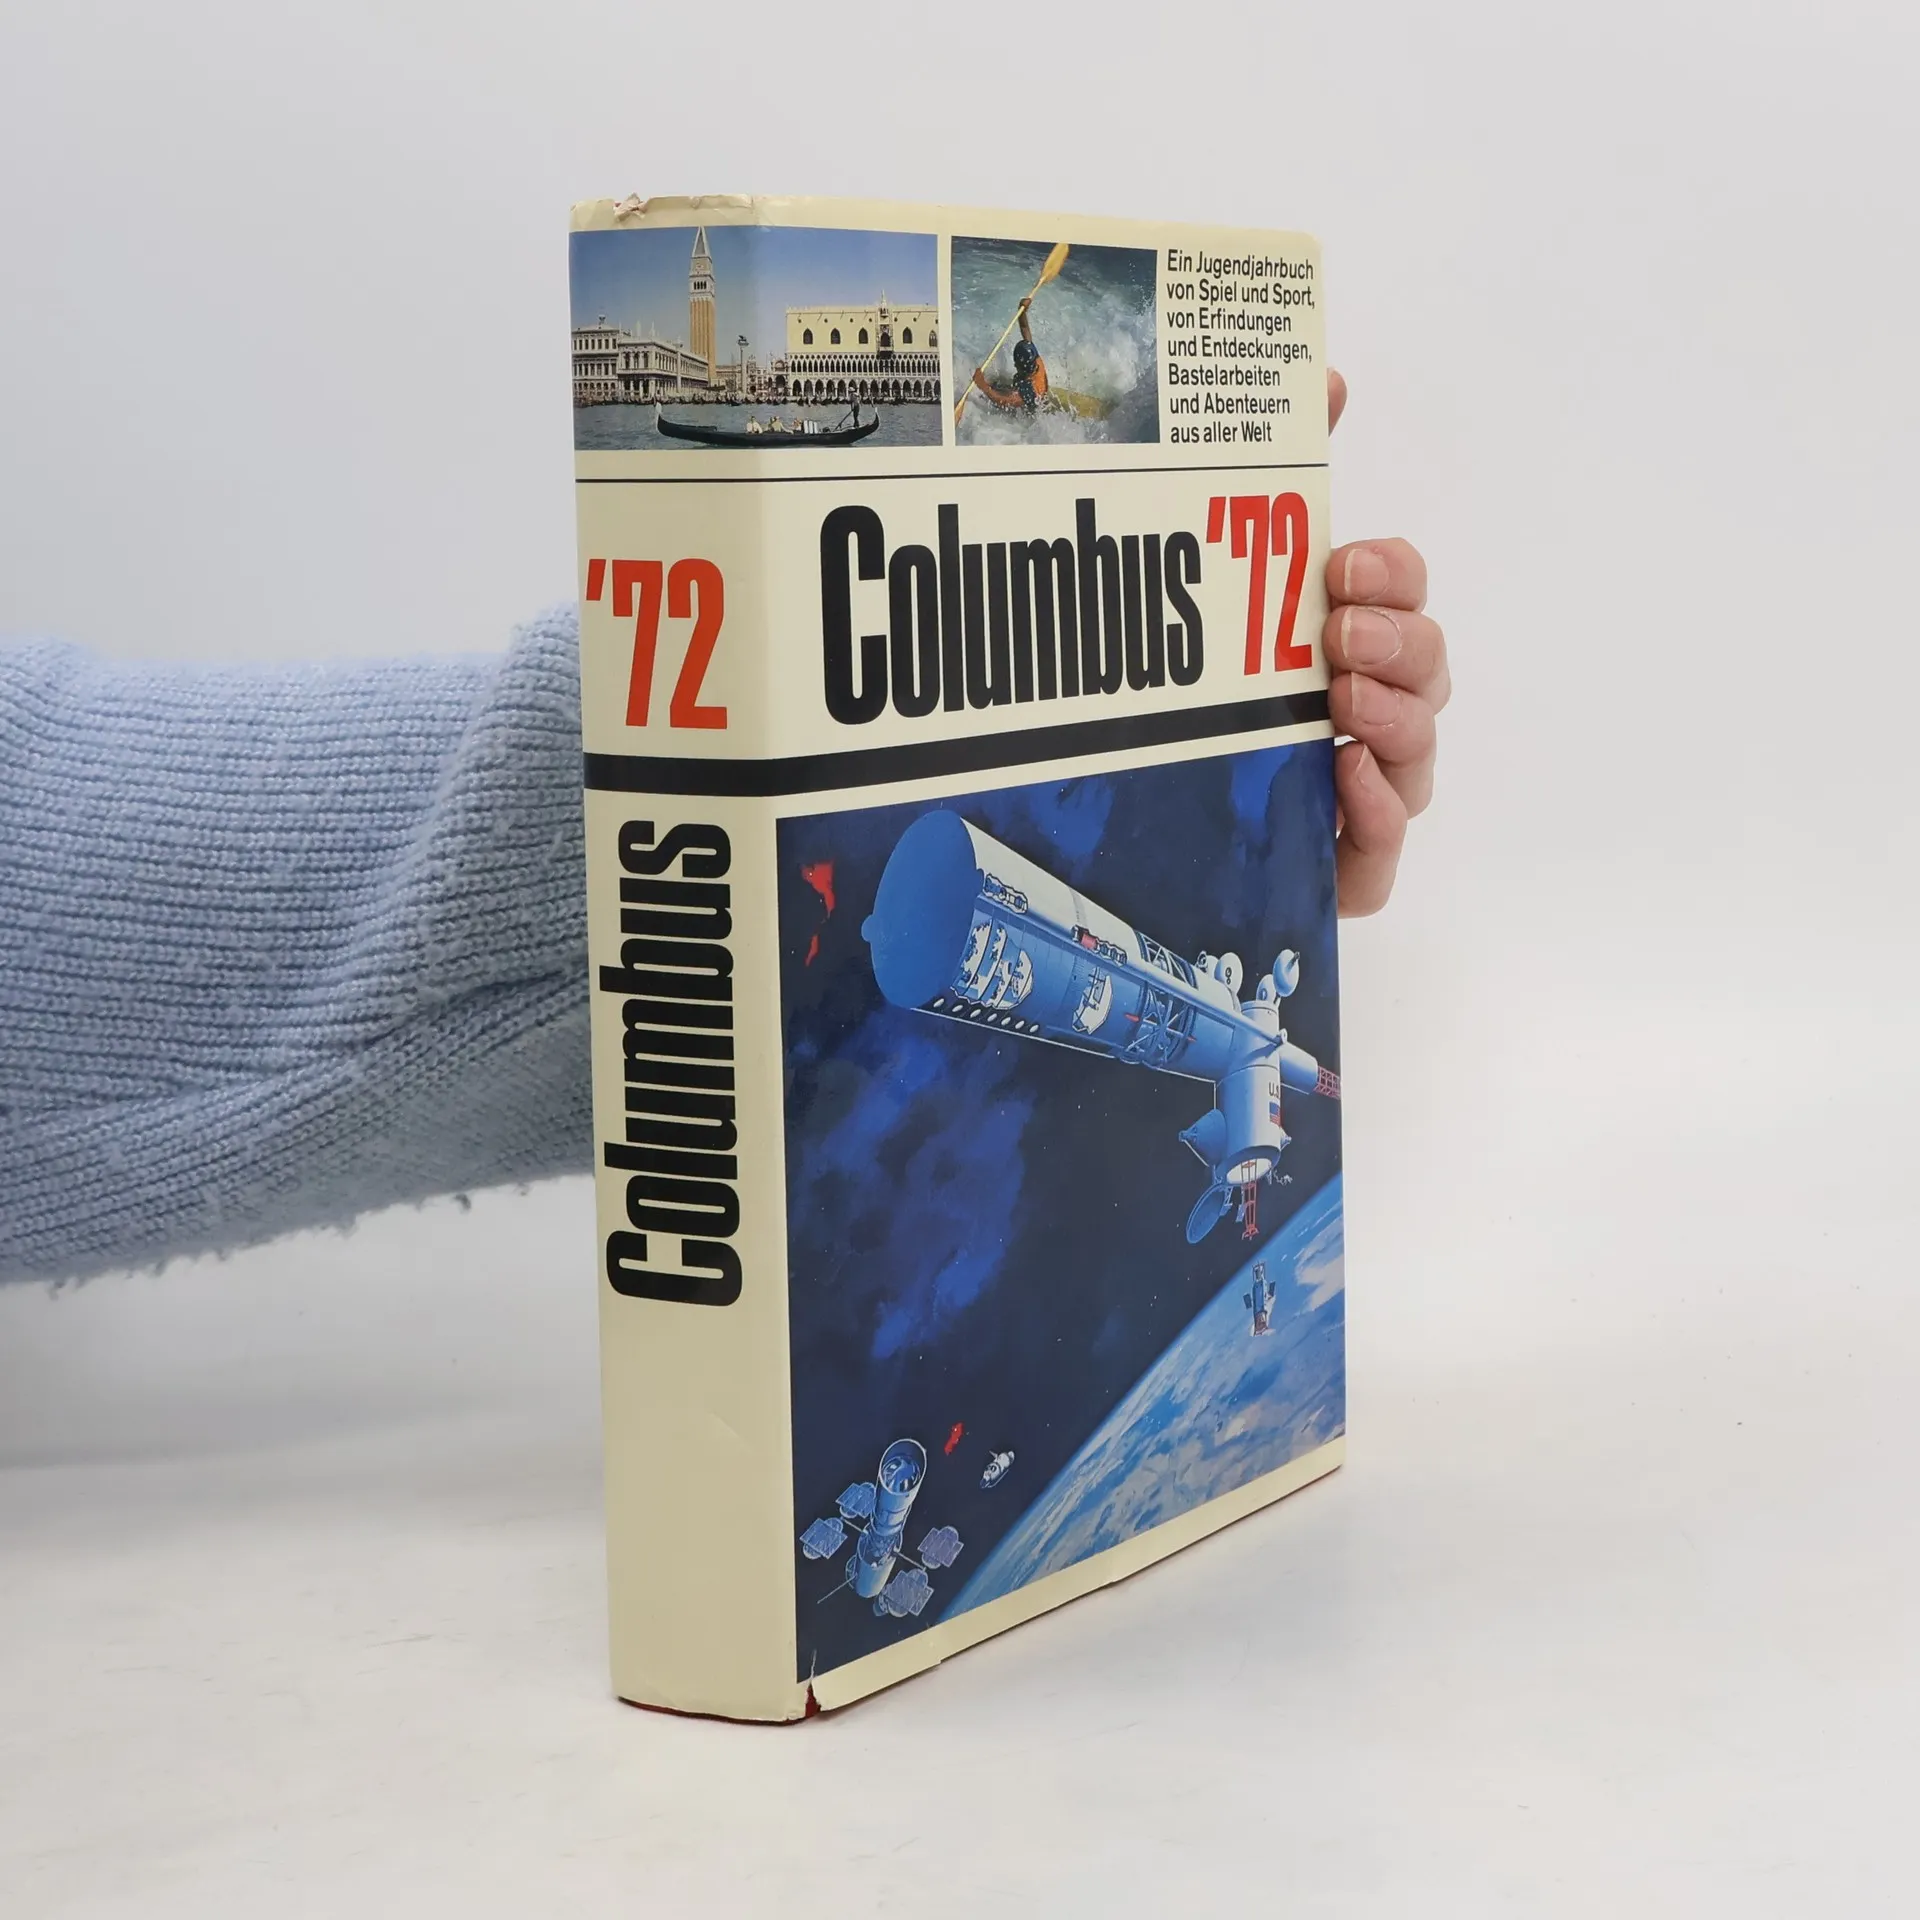 Ein Jugendjahrbuch
von Spiel und Sport,
von Erfindungen
und Entdeckungen,
Bastelarbeiten
und Abenteuern
aus aller Welt
'72
Columbus '72
Columbus